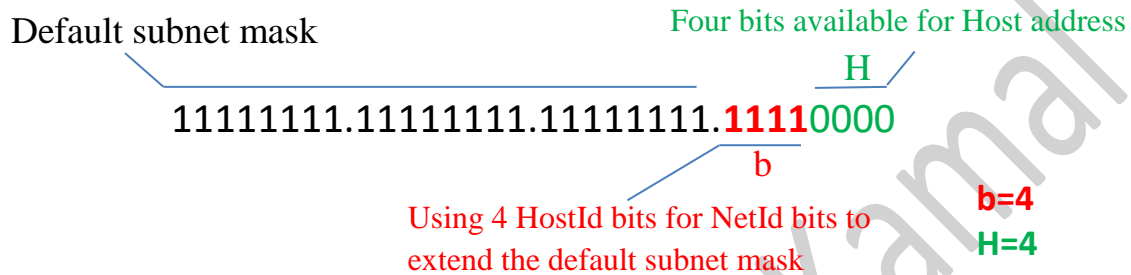 Default subnet mask
Four bits available for Host address
H
11111111.11111111.11111111.11110000
b
Using 4 HostId bits for NetId bits to
extend the default subnet mask
b=4
H=4
Kamal